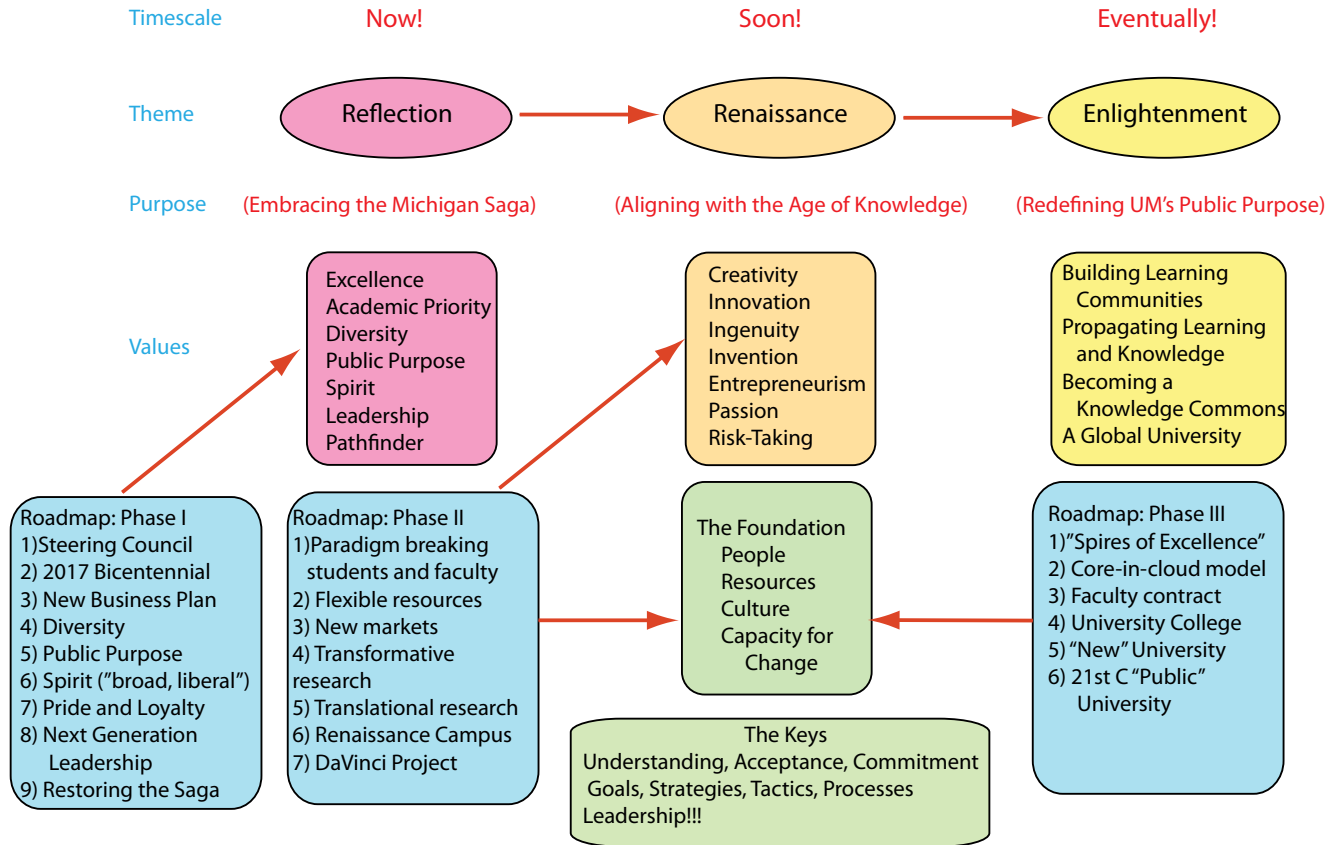 Timescale
Now!
Soon!
Eventually!
Theme
Reflection
Renaissance
Enlightenment
Purpose
(Embracing the Michigan Saga)
(Aligning with the Age of Knowledge)
(Redefining UM’s Public Purpose)
Values
Excellence
Academic Priority
Diversity
Public Purpose
Spirit
Leadership
Pathfinder
Creativity
Innovation
Ingenuity
Invention
Entrepreneurism
Passion
Risk-Taking
Building Learning
Communities
Propagating Learning
and Knowledge
Becoming a
Knowledge Commons
A Global University
Roadmap: Phase I
1)Steering Council
2) 2017 Bicentennial
3) New Business Plan
4) Diversity
5) Public Purpose
6) Spirit (”broad, liberal”)
7) Pride and Loyalty
8) Next Generation
Leadership
9) Restoring the Saga
Roadmap: Phase II
1)Paradigm breaking
students and faculty
2) Flexible resources
3) New markets
4) Transformative
research
5) Translational research
6) Renaissance Campus
7) DaVinci Project
The Foundation
People
Resources
Culture
Capacity for
Change
Roadmap: Phase III
1)”Spires of Excellence”
2) Core-in-cloud model
3) Faculty contract
4) University College
5) “New” University
6) 21st C “Public”
University
The Keys
Understanding, Acceptance, Commitment
Goals, Strategies, Tactics, Processes
Leadership!!!